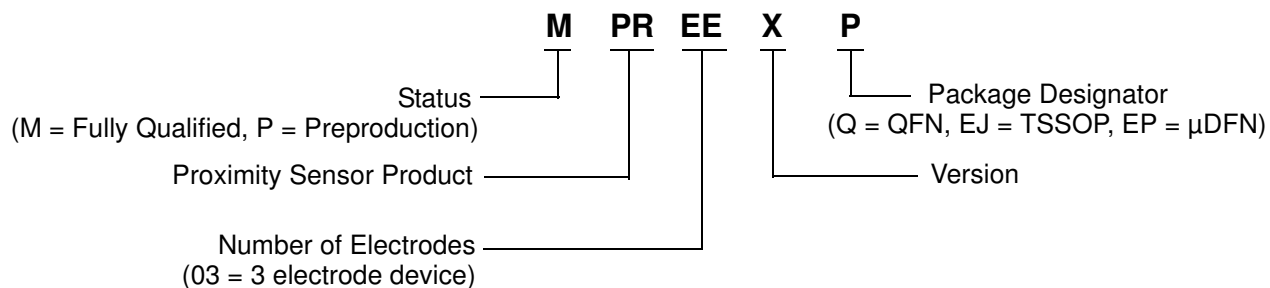 M PR EE X P
Status
(M = Fully Qualified, P = Preproduction)
Package Designator
(Q = QFN, EJ = TSSOP, EP = µDFN)
Proximity Sensor Product
Version
Number of Electrodes
(03 = 3 electrode device)